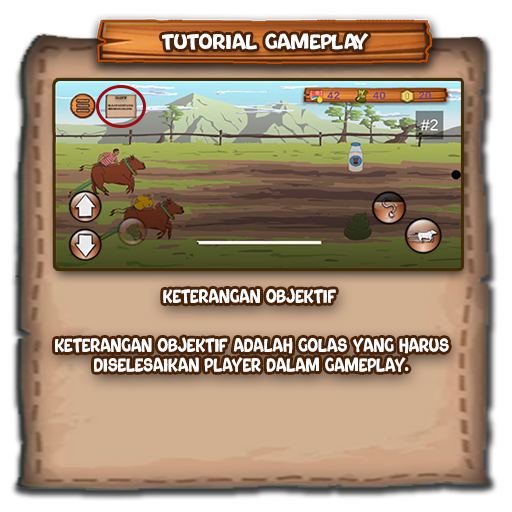 TUTORIAL GAMEPLAY
42 40 20
#2
KETERANGAN OBJEKTIF
KETERANGAN OBJEKTIF ADALAH GOLAS YANG HARUS
DISELESAIKAN PLAYER DALAM GAMEPLAY.